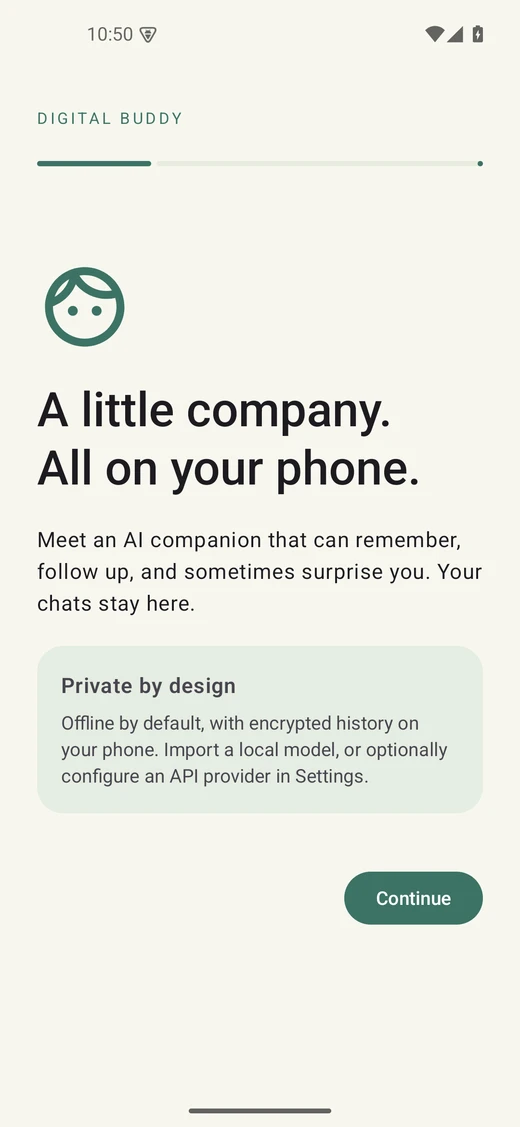 10:50
DIGITAL BUDDY
A little company.
All on your phone.
Meet an AI companion that can remember,
follow up, and sometimes surprise you. Your
chats stay here.
Private by design
Offline by default, with encrypted history on
your phone. Import a local model, or optionally
configure an API provider in Settings.
Continue